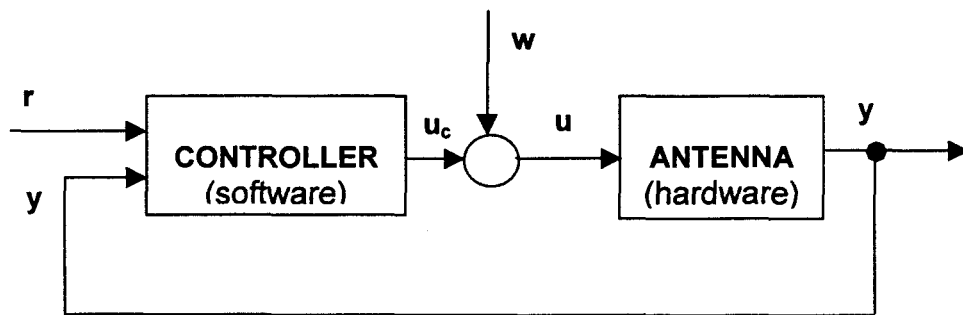 w
r
u_c
u
y
CONTROLLER
(software)
ANTENNA
(hardware)
y